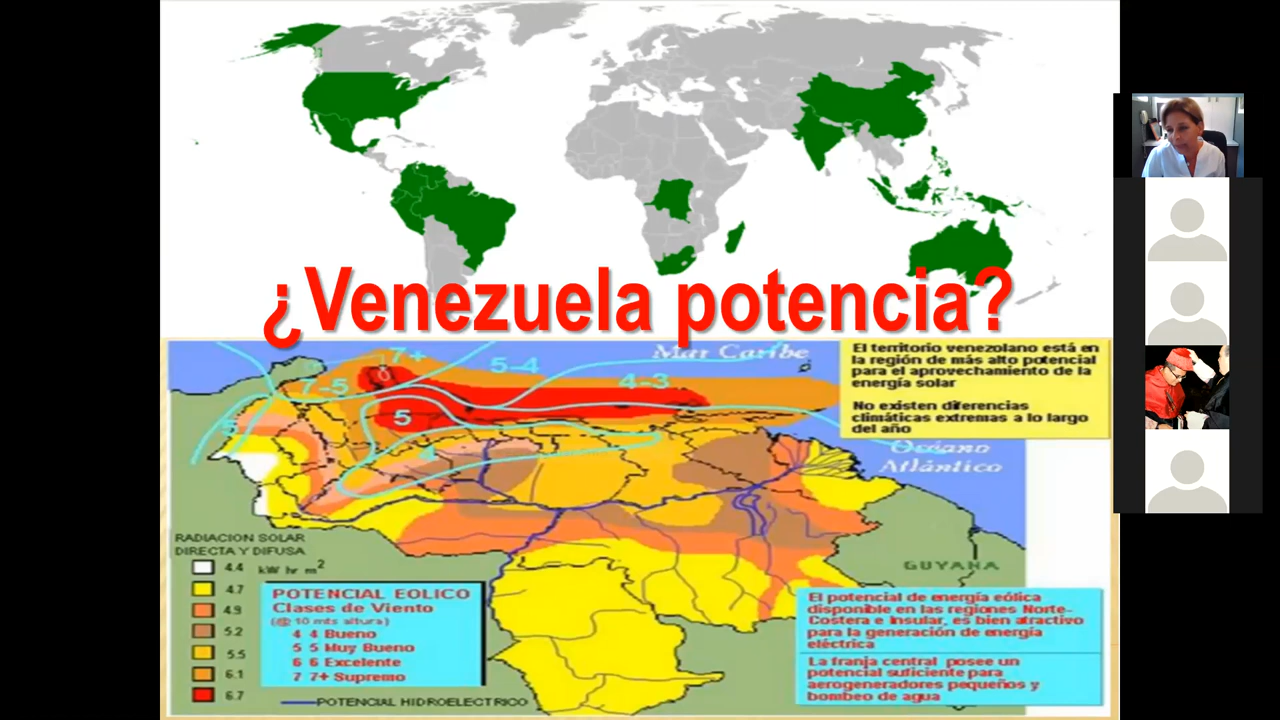 ¿Venezuela potencia?
Mar Caribe
7+
5-4
7-5
4-3
5
5
4
El territorio venezolano está en
la región de más alto potencial
para el aprovechamiento de la
energía solar
No existen diferencias
climáticas extremas a lo largo
del año
Océano
Atlántico
GUYANA
RADIACION SOLAR
DIRECTA Y DIFUSA
4.4 kW hr m2
4.7
4.9
5.2
5.5
6.1
6.7
POTENCIAL EOLICO
Clases de Viento
(@ 10 mts altura)
4 4 Bueno
5 5 Muy Bueno
6 6 Excelente
7 7+ Supremo
POTENCIAL HIDROELECTRICO
El potencial de energía eólica
disponible en las regiones Norte-
Costera e Insular, es bien atractivo
para la generación de energía
eléctrica
La franja central posee un
potencial suficiente para
aerogeneradores pequeños y
bombeo de agua